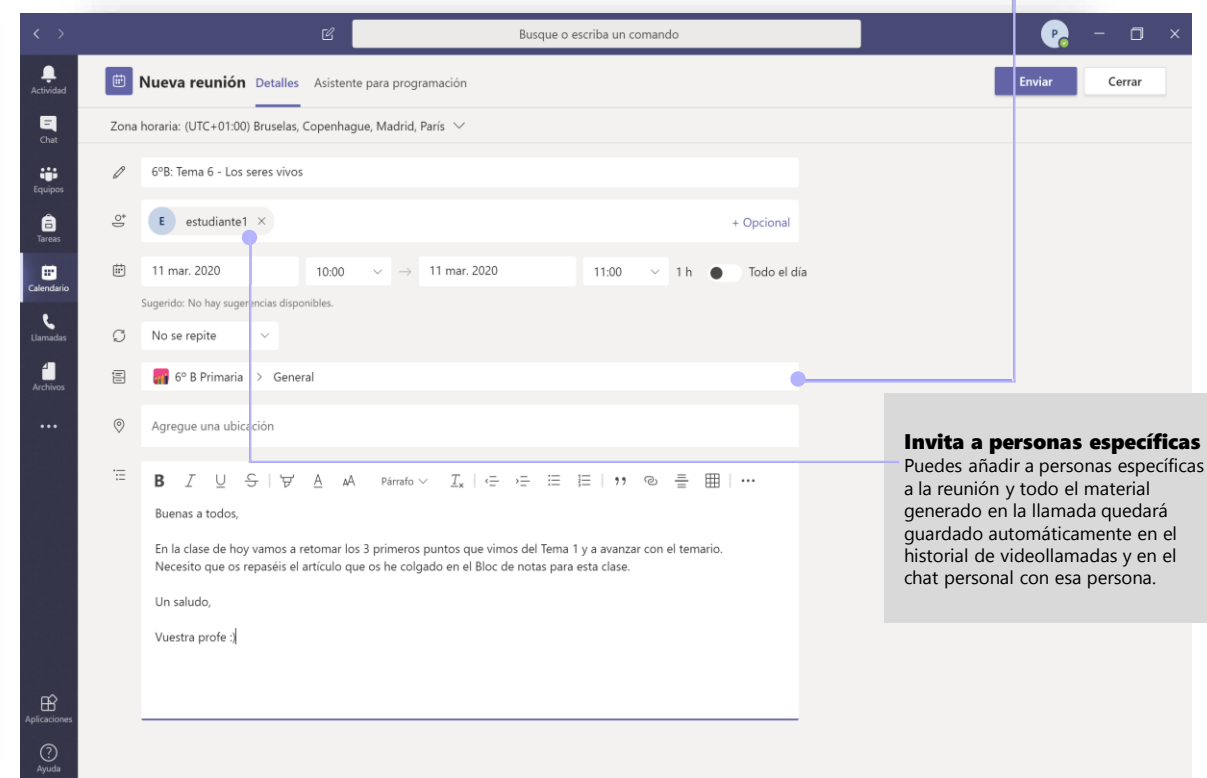 Busque o escriba un comando
P
Actividad
Chat
Equipos
Tareas
Calendario
Llamadas
Archivos
Aplicaciones
Ayuda
Nueva reunión Detalles Asistente para programación
Enviar Cerrar
Zona horaria: (UTC+01:00) Bruselas, Copenhague, Madrid, París
6ºB: Tema 6 - Los seres vivos
E estudiante1 × + Opcional
11 mar. 2020 10:00 → 11 mar. 2020 11:00 1 h Todo el día
Sugerido: No hay sugerencias disponibles.
No se repite
6º B Primaria > General
Agregue una ubicación
B I U S A AA Párrafo Ix
Buenas a todos,
En la clase de hoy vamos a retomar los 3 primeros puntos que vimos del Tema 1 y a avanzar con el temario.
Necesito que os repaséis el artículo que os he colgado en el Bloc de notas para esta clase.
Un saludo,
Vuestra profe :)
Invita a personas específicas
Puedes añadir a personas específicas
a la reunión y todo el material
generado en la llamada quedará
guardado automáticamente en el
historial de videollamadas y en el
chat personal con esa persona.